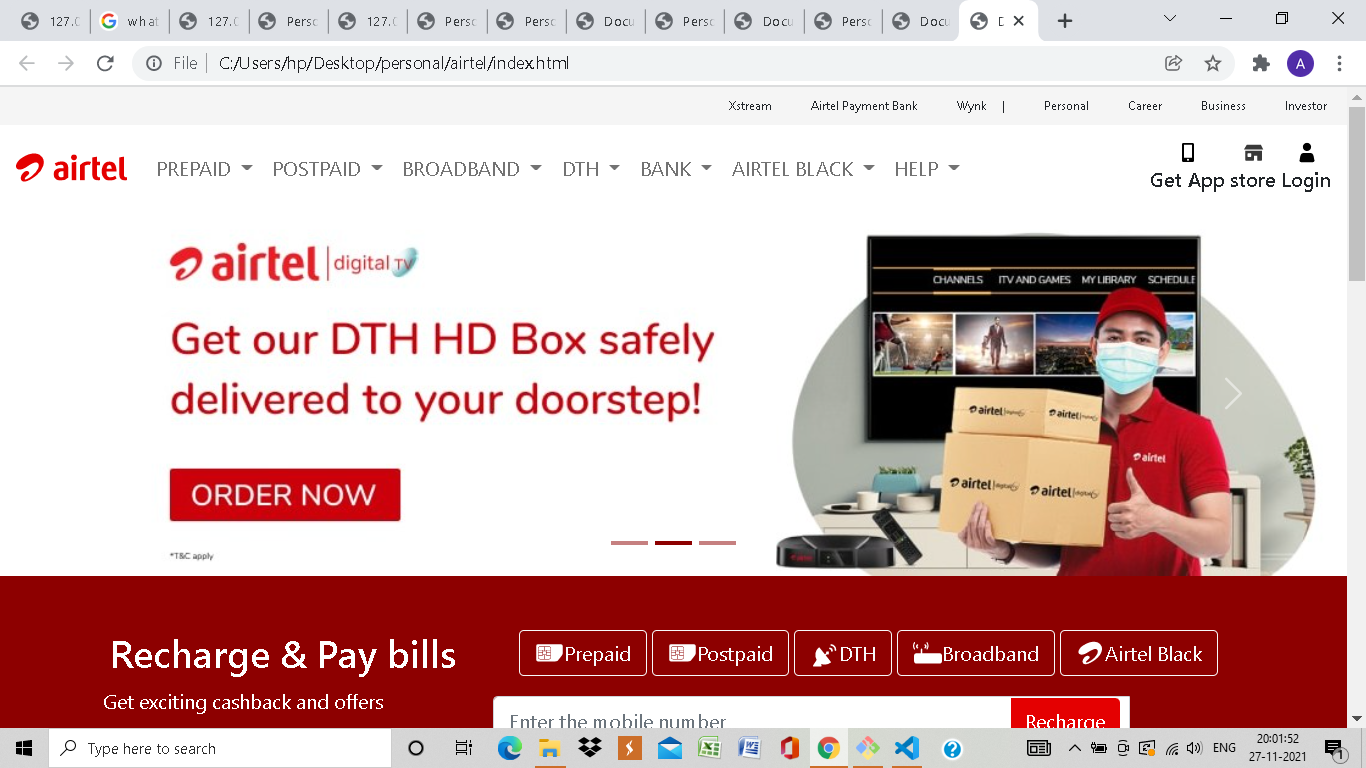 127.0
what
127.0
Perso
127.0
Perso
Perso
Docu
Perso
Docu
Perso
Docu
D
File
C:/Users/hp/Desktop/personal/airtel/index.html
A
Xstream Airtel Payment Bank Wynk | Personal Career Business Investor
airtel PREPAID POSTPAID BROADBAND DTH BANK AIRTEL BLACK HELP
Get App store Login
airtel | digital TV
Get our DTH HD Box safely
delivered to your doorstep!
ORDER NOW
*T&C apply
CHANNELS ITV AND GAMES MY LIBRARY SCHEDULE
airtel | digital
airtel | digital
airtel | digital
airtel | digital
airtel
Recharge & Pay bills
Get exciting cashback and offers
Prepaid Postpaid DTH Broadband Airtel Black
Enter the mobile number Recharge
Type here to search
ENG
20:01:52
27-11-2021
1